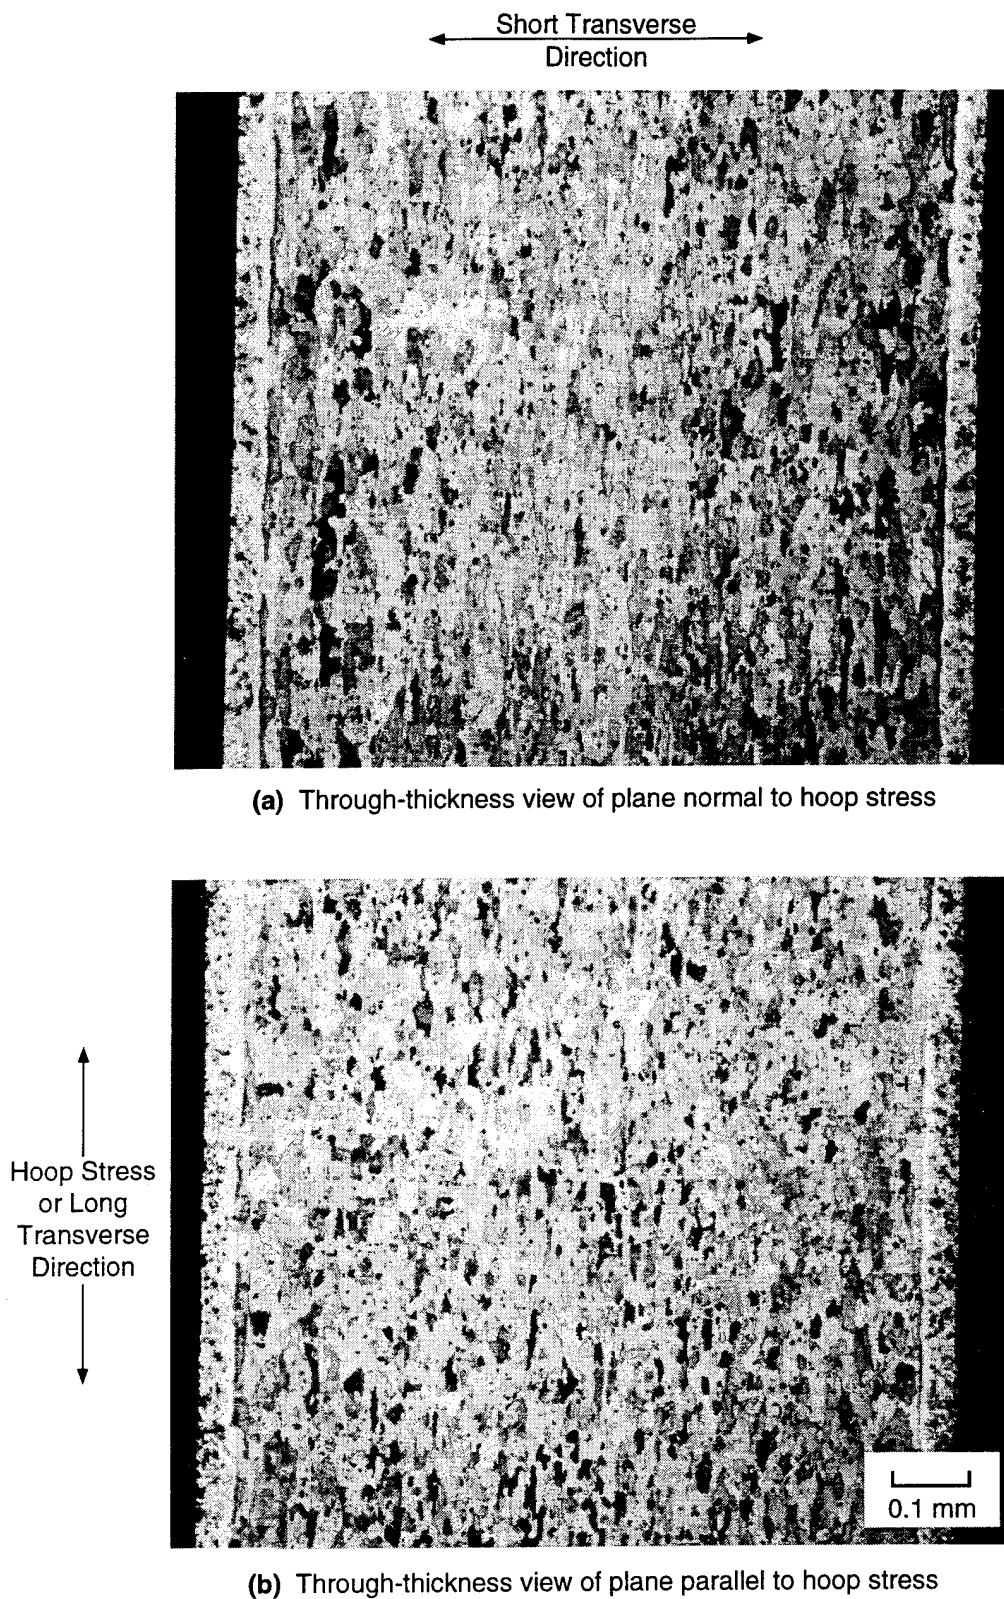 Short Transverse
Direction
(a) Through-thickness view of plane normal to hoop stress
Hoop Stress
or Long
Transverse
Direction
0.1 mm
(b) Through-thickness view of plane parallel to hoop stress